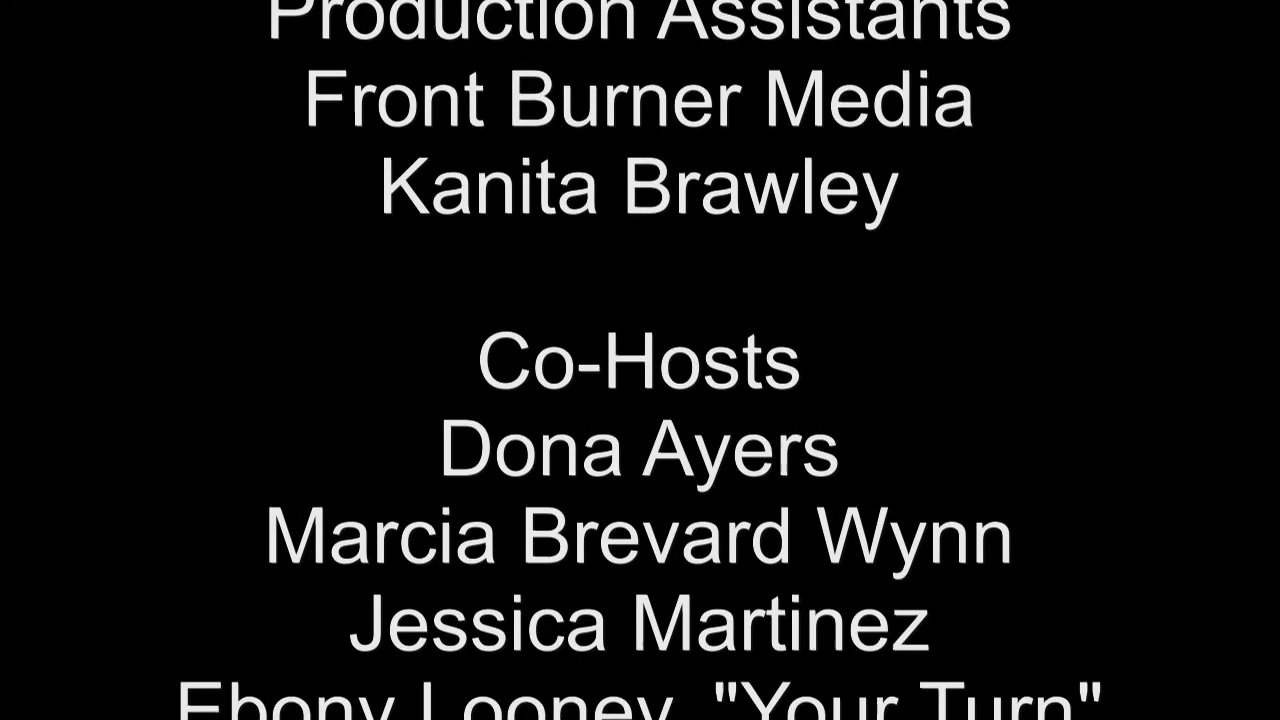 Production Assistants
Front Burner Media
Kanita Brawley
Co-Hosts
Dona Ayers
Marcia Brevard Wynn
Jessica Martinez
Ebony Looney, "Your Turn"